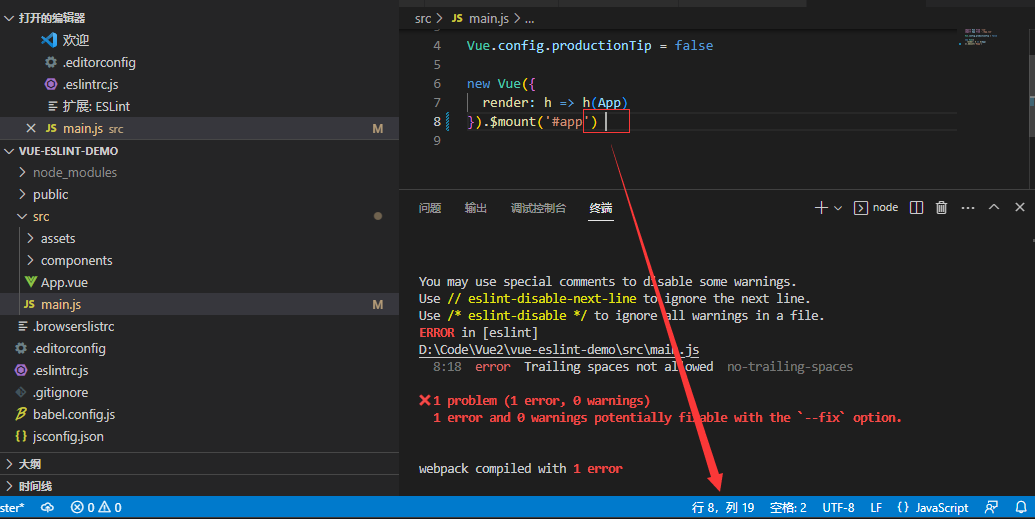 打开的编辑器
欢迎
.editorconfig
.eslintrc.js
扩展: ESLint
JS main.js src M
VUE-ESLINT-DEMO
node_modules
public
src
assets
components
App.vue
JS main.js M
.browserslistrc
.editorconfig
.eslintrc.js
.gitignore
babel.config.js
jsconfig.json
大纲
时间线
src > JS main.js > ...
4 Vue.config.productionTip = false
5
6 new Vue({
7 render: h => h(App)
8 }).$mount('#app')
9
问题 输出 调试控制台 终端 node
You may use special comments to disable some warnings.
Use // eslint-disable-next-line to ignore the next line.
Use /* eslint-disable */ to ignore all warnings in a file.
ERROR in [eslint]
D:\Code\Vue2\vue-eslint-demo\src\main.js
8:18 error Trailing spaces not allowed no-trailing-spaces
1 problem (1 error, 0 warnings)
1 error and 0 warnings potentially fixable with the `--fix` option.
webpack compiled with 1 error
ster* 0 0 行 8，列 19 空格: 2 UTF-8 LF {} JavaScript